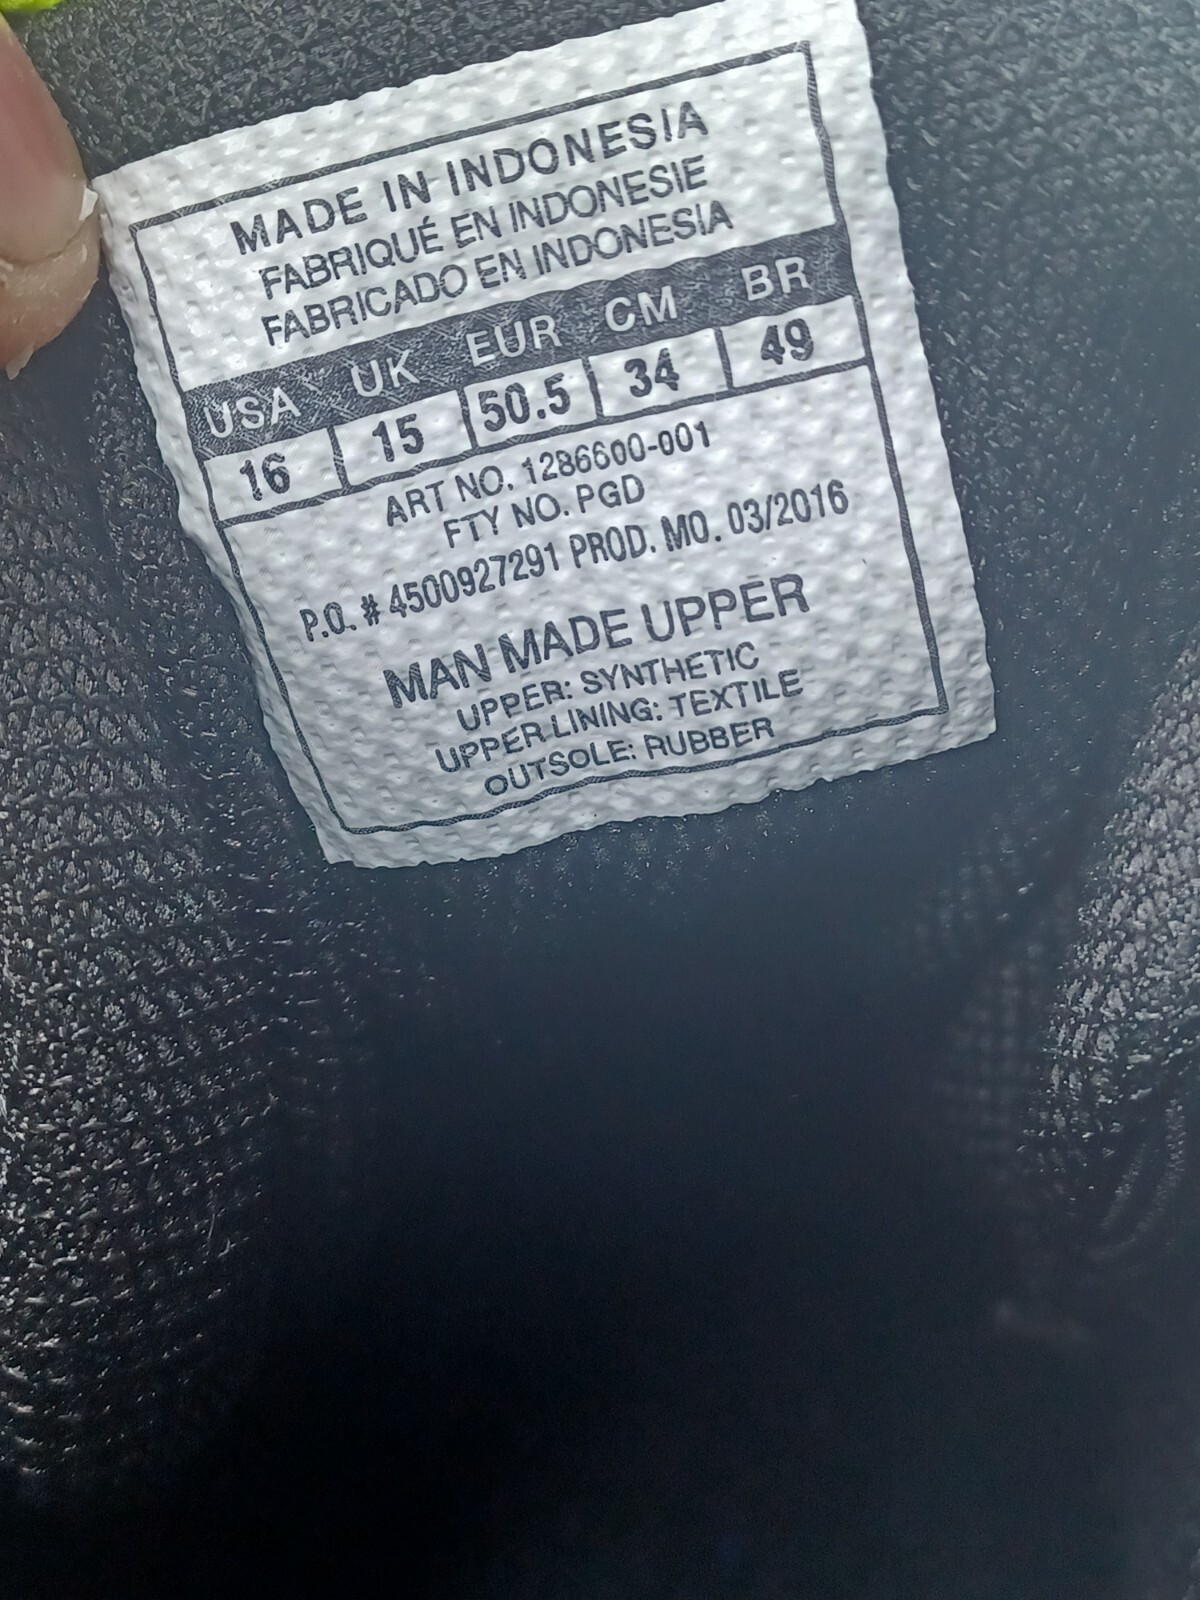 MADE IN INDONESIA
FABRIQUÉ EN INDONESIE
FABRICADO EN INDONESIA
USA UK EUR CM BR
16 15 50.5 34 49
ART NO. 1286600-001
FTY NO. PGD
P.O. # 4500927291 PROD. MO. 03/2016
MAN MADE UPPER
UPPER: SYNTHETIC
UPPER LINING: TEXTILE
OUTSOLE: RUBBER